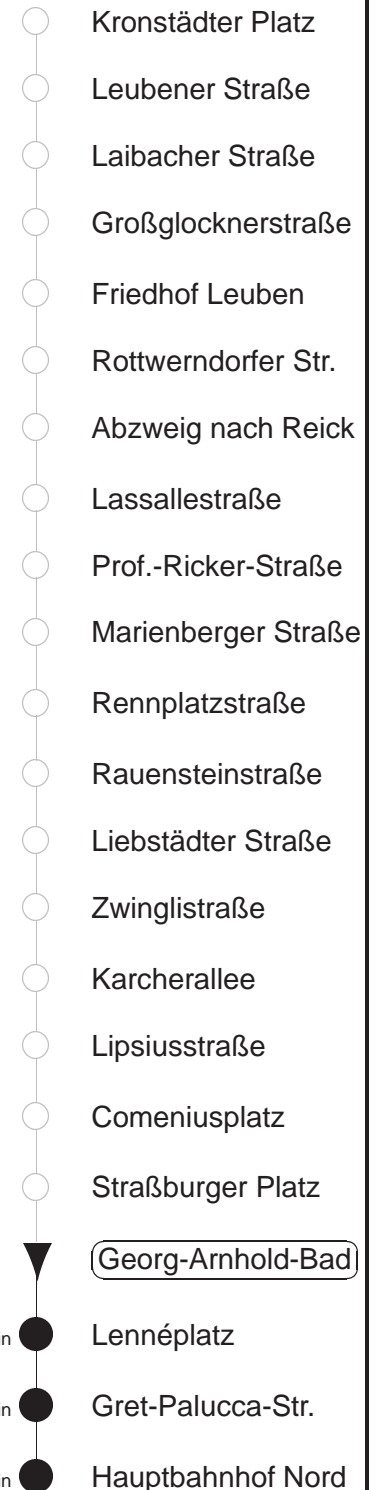 Kronstädter Platz
Leubener Straße
Laibacher Straße
Großglocknerstraße
Friedhof Leuben
Rottwerndorfer Str.
Abzweig nach Reick
Lassallestraße
Prof.-Ricker-Straße
Marienberger Straße
Rennplatzstraße
Rauensteinstraße
Liebstädter Straße
Zwinglistraße
Karcherallee
Lipsiusstraße
Comeniusplatz
Straßburger Platz
Georg-Arnhold-Bad
Lennéplatz
Gret-Palucca-Str.
Hauptbahnhof Nord